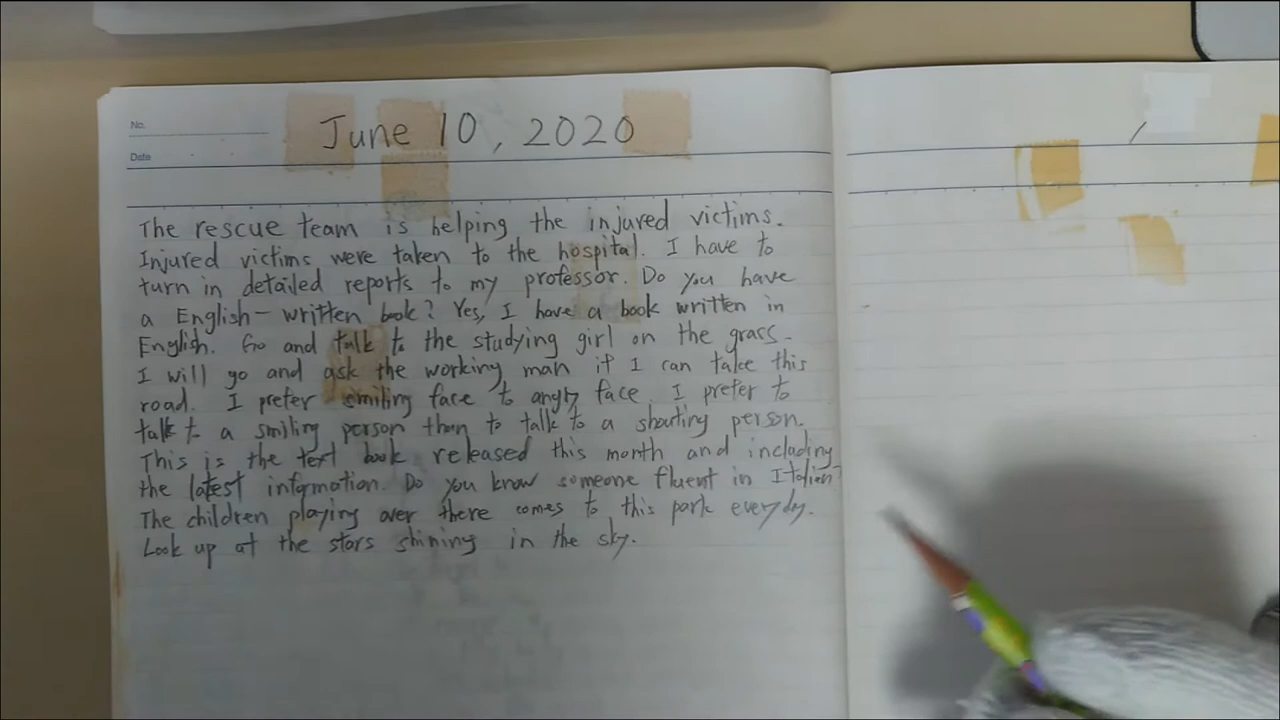 No.
Date
June 10, 2020
The rescue team is helping the injured victims.
Injured victims were taken to the hospital. I have to
turn in detailed reports to my professor. Do you have
a English-written book? Yes, I have a book written in
English. Go and talk to the studying girl on the grass.
I will go and ask the working man if I can take this
road. I prefer smiling face to angry face. I prefer to
talk to a smiling person than to talk to a shouting person.
This is the text book released this month and including
the latest information. Do you know someone fluent in Italian?
The children playing over there comes to this park everyday.
Look up at the stars shining in the sky.